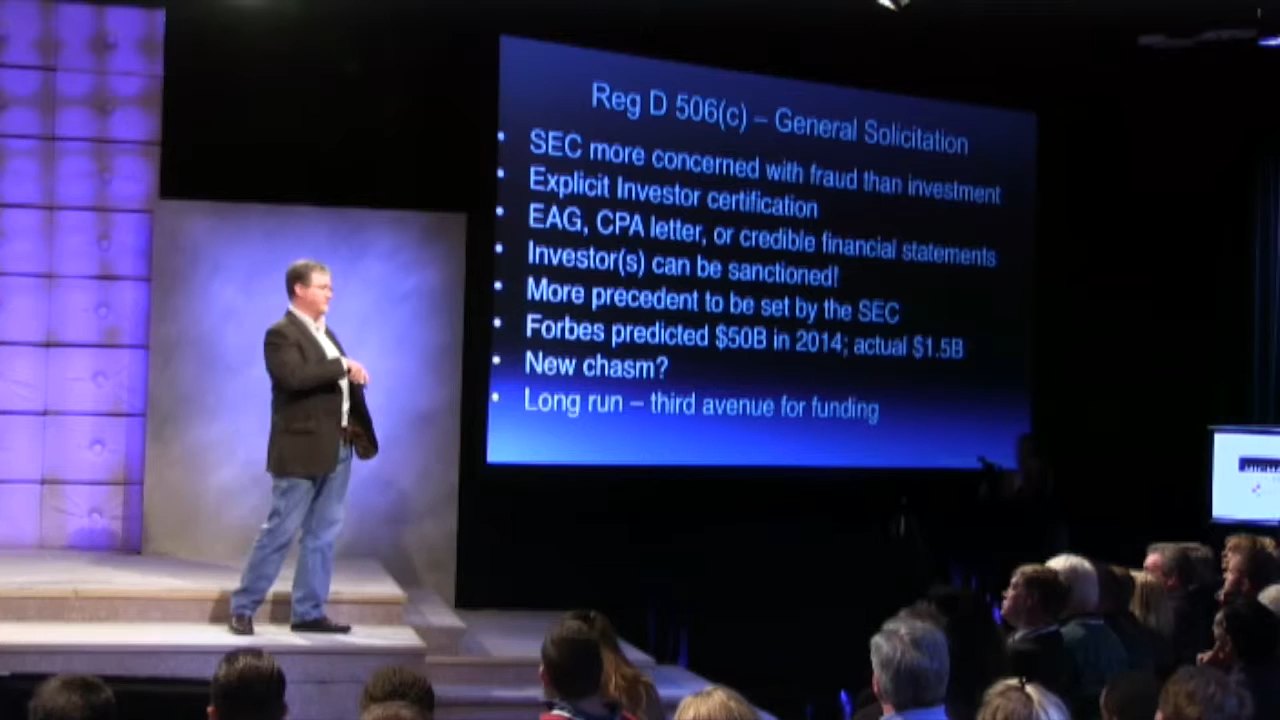 Reg D 506(c) – General Solicitation
• SEC more concerned with fraud than investment
• Explicit Investor certification
• EAG, CPA letter, or credible financial statements
• Investor(s) can be sanctioned!
• More precedent to be set by the SEC
• Forbes predicted $50B in 2014; actual $1.5B
• New chasm?
• Long run – third avenue for funding